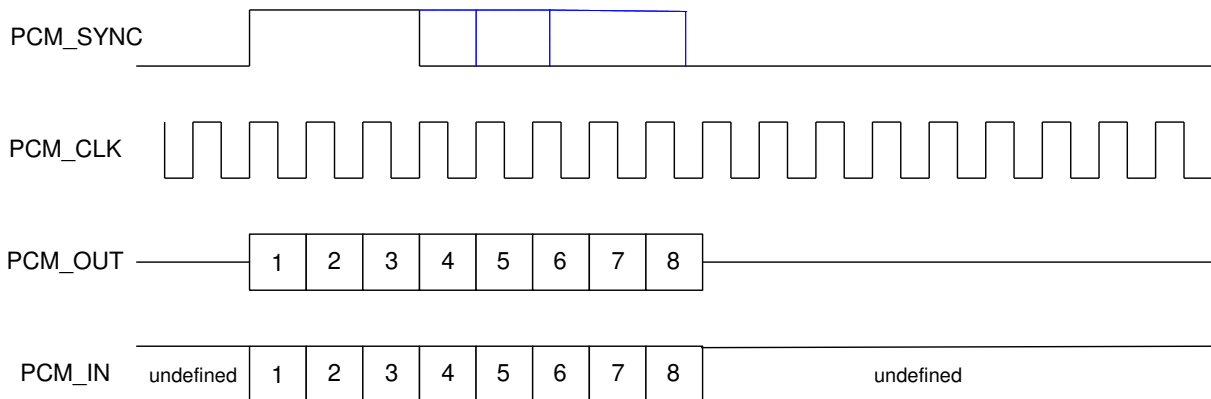 PCM_SYNC
PCM_CLK
PCM_OUT 1 2 3 4 5 6 7 8
PCM_IN undefined 1 2 3 4 5 6 7 8 undefined